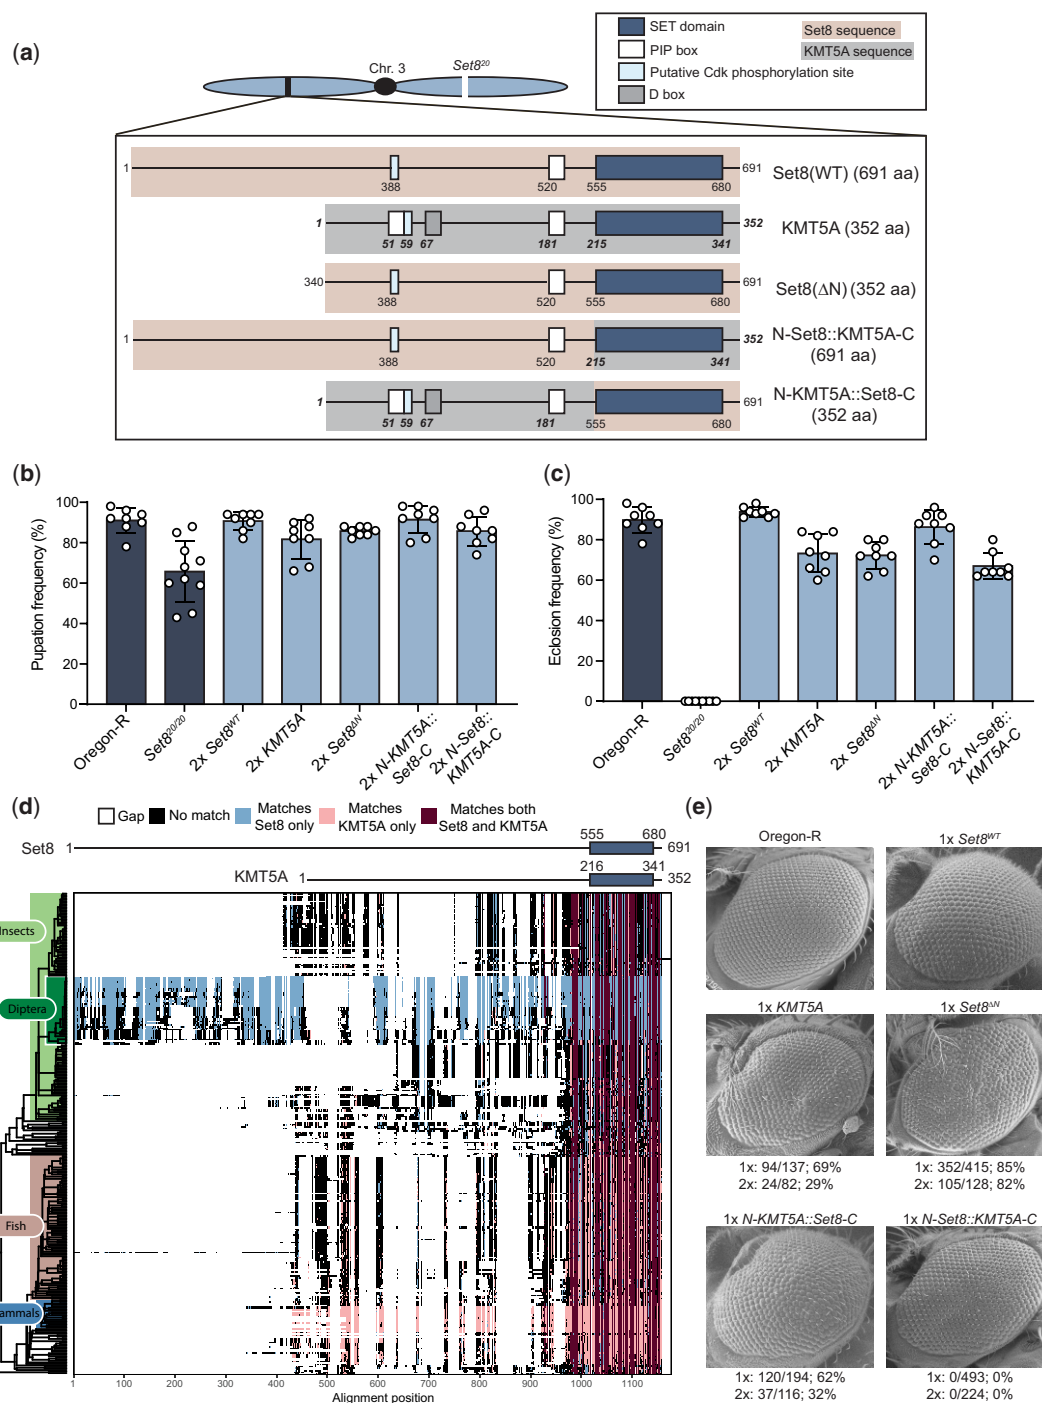 (a)
Chr. 3
Set8²⁰
SET domain
PIP box
Putative Cdk phosphorylation site
D box
Set8 sequence
KMT5A sequence
1
388
520
555
680
691
Set8(WT) (691 aa)
1
51
59
67
181
215
341
352
KMT5A (352 aa)
340
388
520
555
680
691
Set8(ΔN) (352 aa)
1
388
520
215
341
352
N-Set8::KMT5A-C
(691 aa)
1
51
59
67
181
555
680
691
N-KMT5A::Set8-C
(352 aa)
(b)
Pupation frequency (%)
100
80
60
40
20
0
Oregon-R
Set8²⁰/²⁰
2x Set8ᵂᵀ
2x KMT5A
2x Set8ᐞᴺ
2x N-KMT5A::
Set8-C
2x N-Set8::
KMT5A-C
(c)
Eclosion frequency (%)
100
80
60
40
20
0
Oregon-R
Set8²⁰/²⁰
2x Set8ᵂᵀ
2x KMT5A
2x Set8ᐞᴺ
2x N-KMT5A::
Set8-C
2x N-Set8::
KMT5A-C
(d)
Gap
No match
Matches
Set8 only
Matches
KMT5A only
Matches both
Set8 and KMT5A
Set8 1
555
680
691
KMT5A 1
216
341
352
Insects
Diptera
Fish
ammals
1
100
200
300
400
500
600
700
800
900
1000
1100
Alignment position
(e)
Oregon-R
1x Set8ᵂᵀ
1x KMT5A
1x Set8ᐞᴺ
1x: 94/137; 69%
2x: 24/82; 29%
1x: 352/415; 85%
2x: 105/128; 82%
1x N-KMT5A::Set8-C
1x N-Set8::KMT5A-C
1x: 120/194; 62%
2x: 37/116; 32%
1x: 0/493; 0%
2x: 0/224; 0%